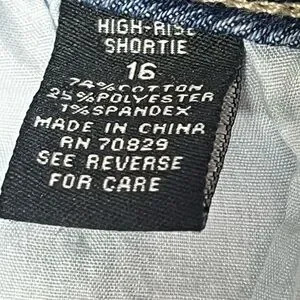 HIGH-RISE
SHORTIE
16
74% COTTON
25% POLYESTER
1% SPANDEX
MADE IN CHINA
RN 70829
SEE REVERSE
FOR CARE